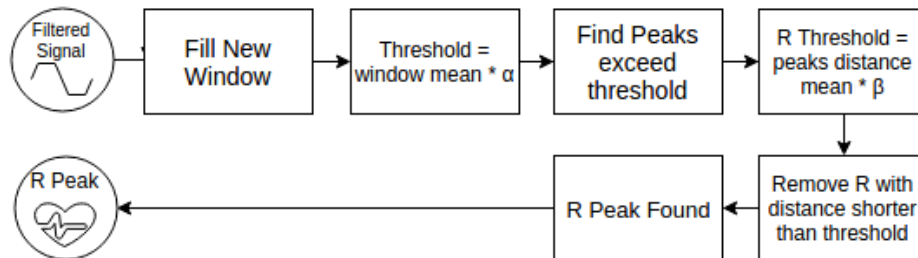 Filtered
Signal
Fill New
Window
Threshold =
window mean * α
Find Peaks
exceed
threshold
R Threshold =
peaks distance
mean * β
R Peak
R Peak Found
Remove R with
distance shorter
than threshold